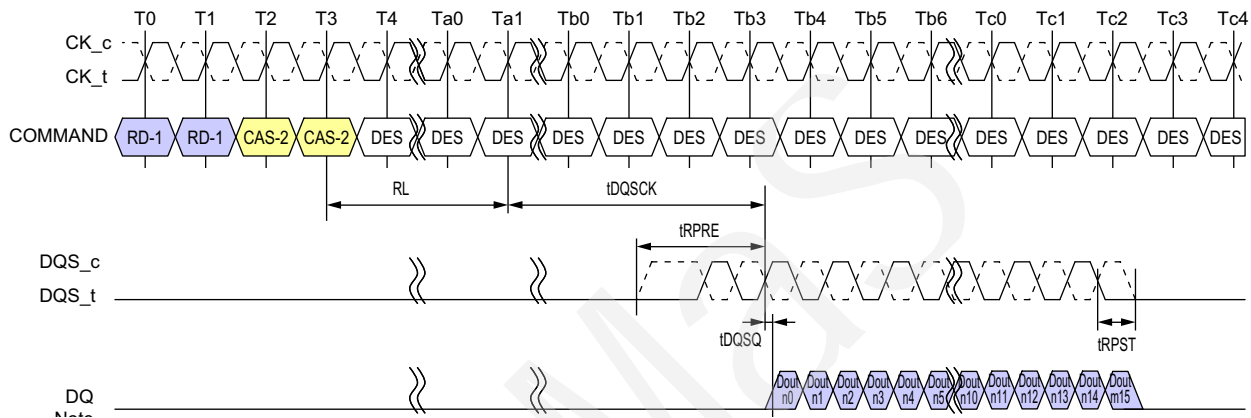 T0 T1 T2 T3 T4 Ta0 Ta1 Tb0 Tb1 Tb2 Tb3 Tb4 Tb5 Tb6 Tc0 Tc1 Tc2 Tc3 Tc4
CK_c
CK_t
COMMAND RD-1 RD-1 CAS-2 CAS-2 DES DES DES DES DES DES DES DES DES DES DES DES DES DES DES
RL tDQSCK
tRPRE
DQS_c
DQS_t
tDQSQ tRPST
Dout Dout Dout Dout Dout Dout Dout Dout Dout Dout Dout Dout
DQ n0 n1 n2 n3 n4 n5 n10 n11 n12 n13 n14 m15